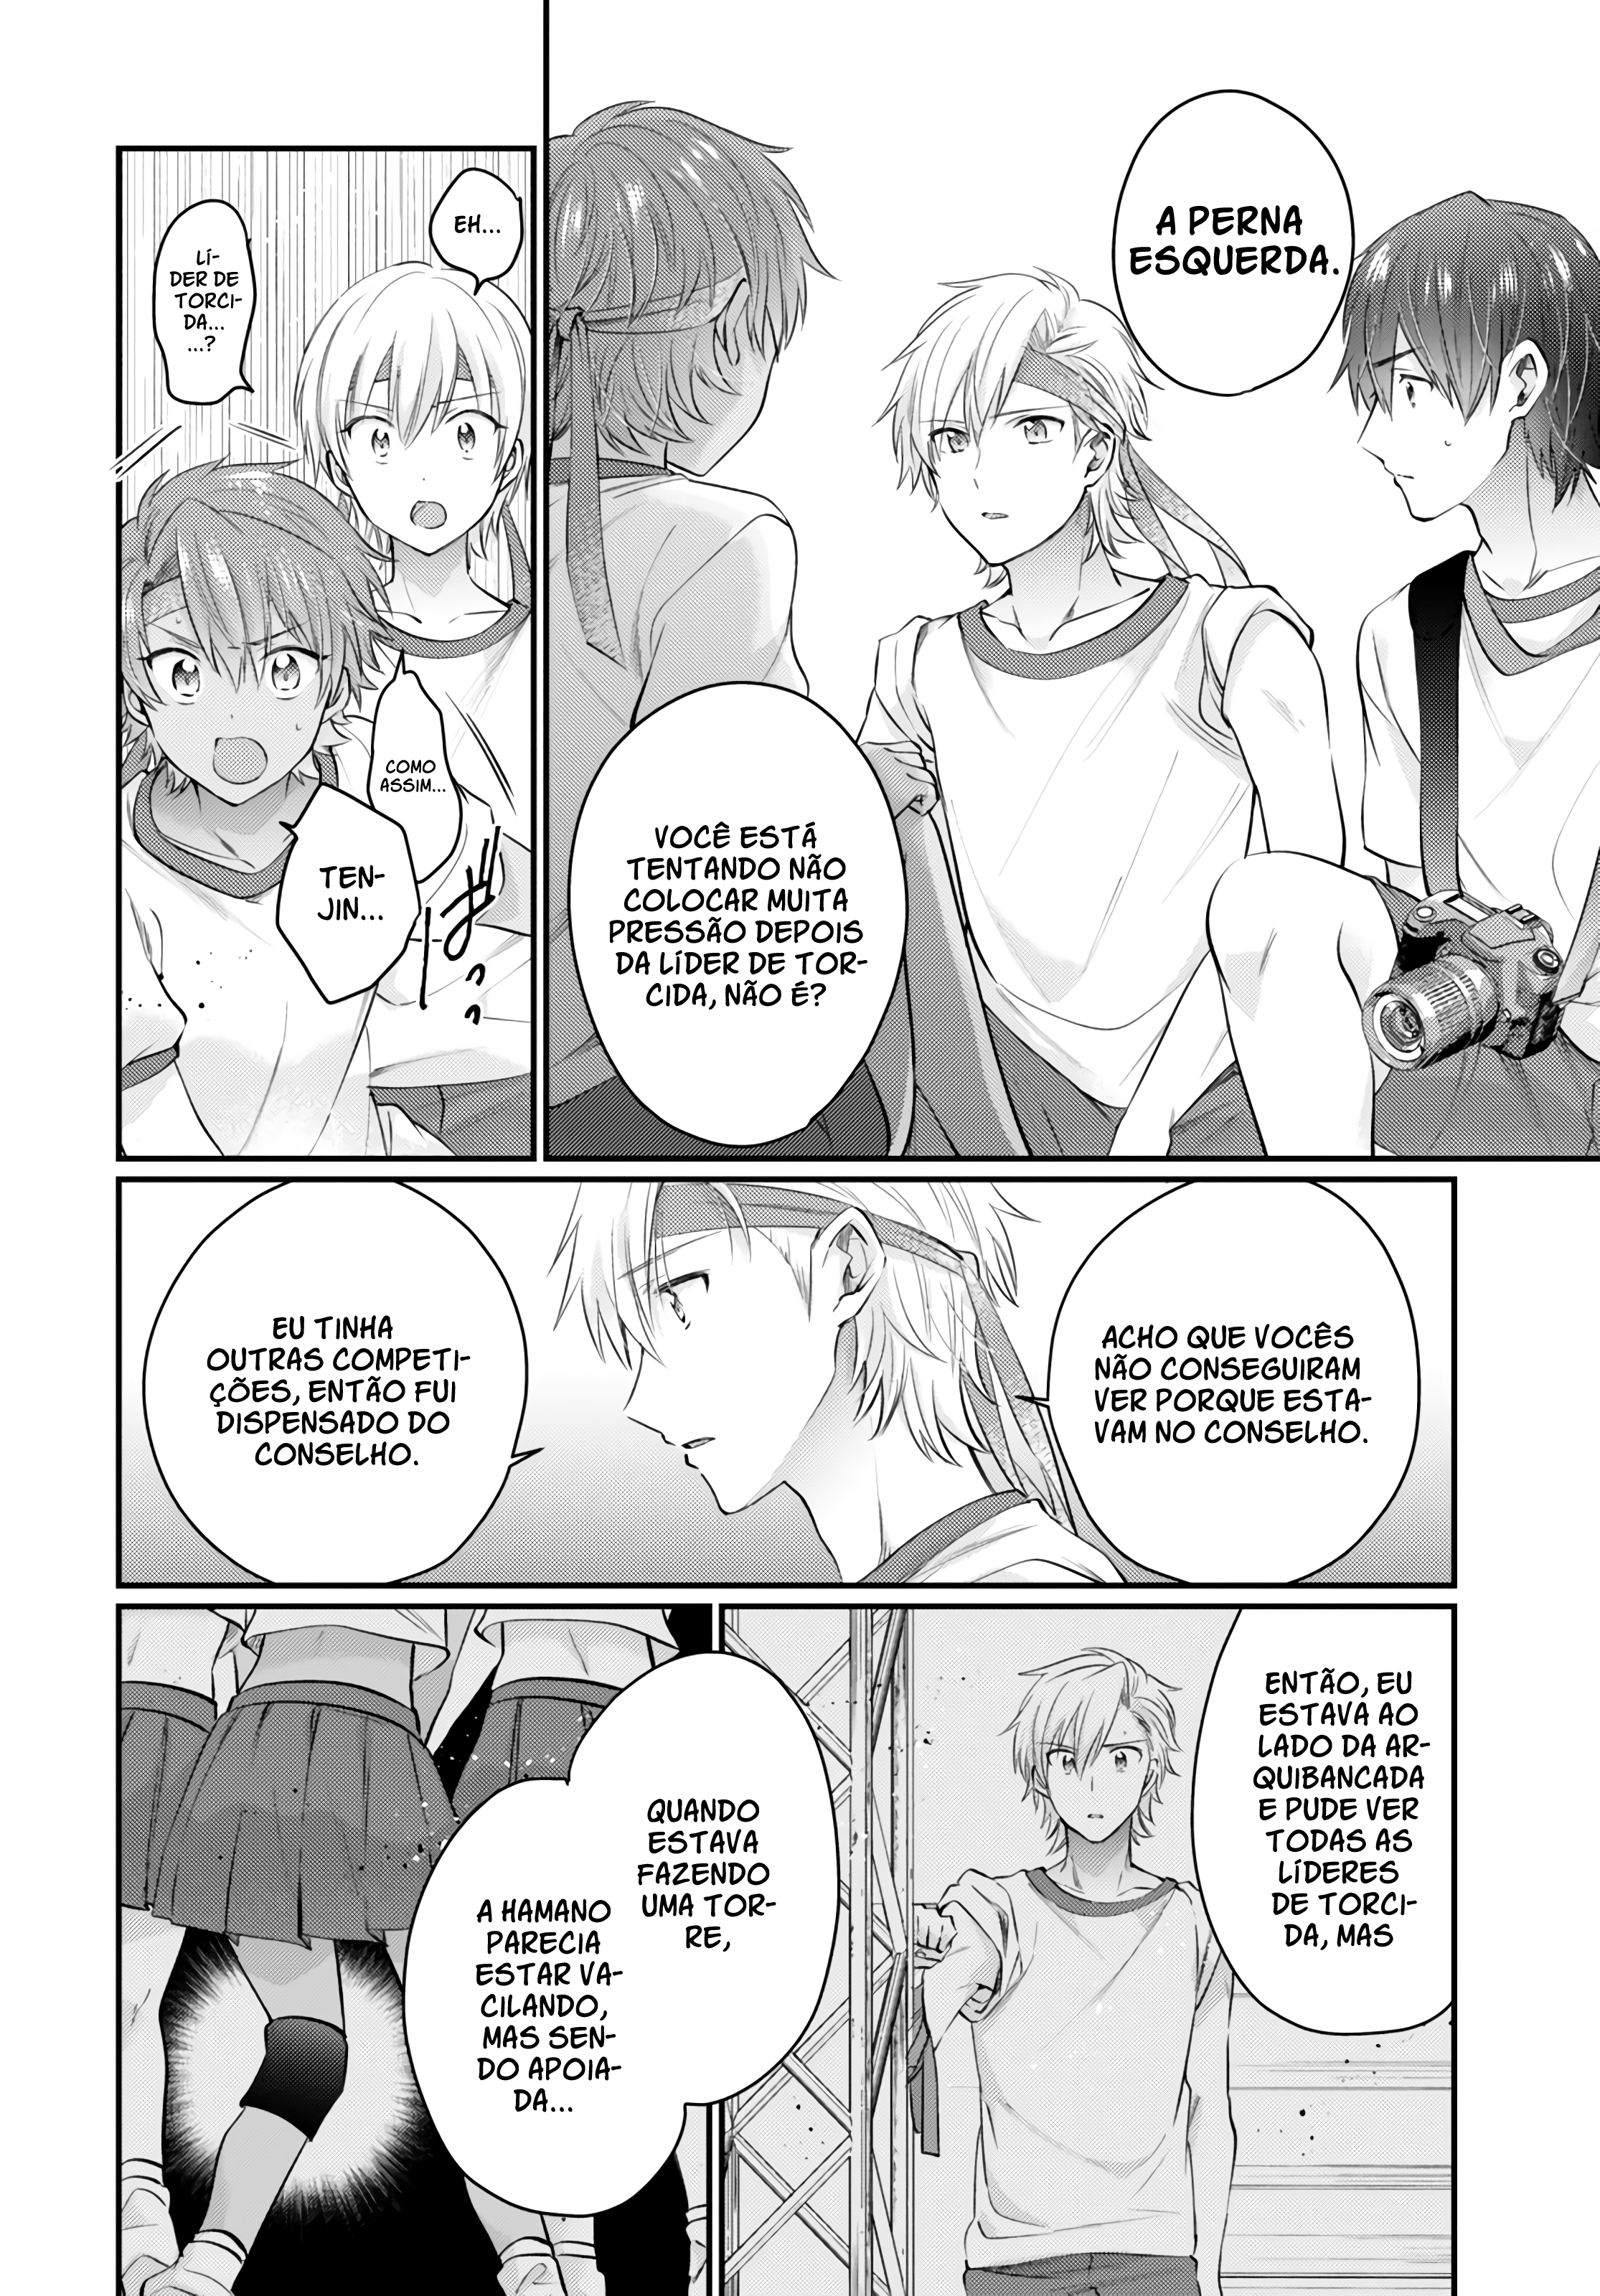 A PERNA
ESQUERDA.
VOCÊ ESTÁ
TENTANDO NÃO
COLOCAR MUITA
PRESSÃO DEPOIS
DA LÍDER DE TOR-
CIDA, NÃO É?
EH...
LÍ-
DER DE
TORCI-
DA...
...?
COMO
ASSIM...
TEN-
JIN...
ばっ
ACHO QUE VOCÊS
NÃO CONSEGUIRAM
VER PORQUE ESTA-
VAM NO CONSELHO.
EU TINHA
OUTRAS COMPETI-
ÇÕES, ENTÃO FUI
DISPENSADO DO
CONSELHO.
ENTÃO, EU
ESTAVA AO
LADO DA AR-
QUIBANCADA
E PUDE VER
TODAS AS
LÍDERES
DE TORCI-
DA, MAS
QUANDO
ESTAVA
FAZENDO
UMA TOR-
RE,
A HAMANO
PARECIA
ESTAR VA-
CILANDO,
MAS SEN-
DO APOIA-
DA...